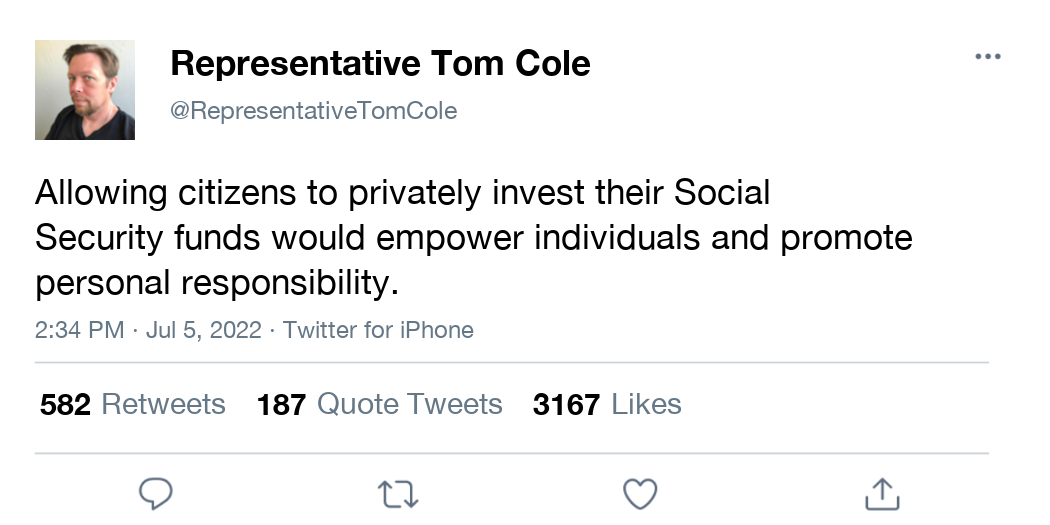 Representative Tom Cole
@RepresentativeTomCole
Allowing citizens to privately invest their Social
Security funds would empower individuals and promote
personal responsibility.
2:34 PM · Jul 5, 2022 · Twitter for iPhone
582 Retweets 187 Quote Tweets 3167 Likes